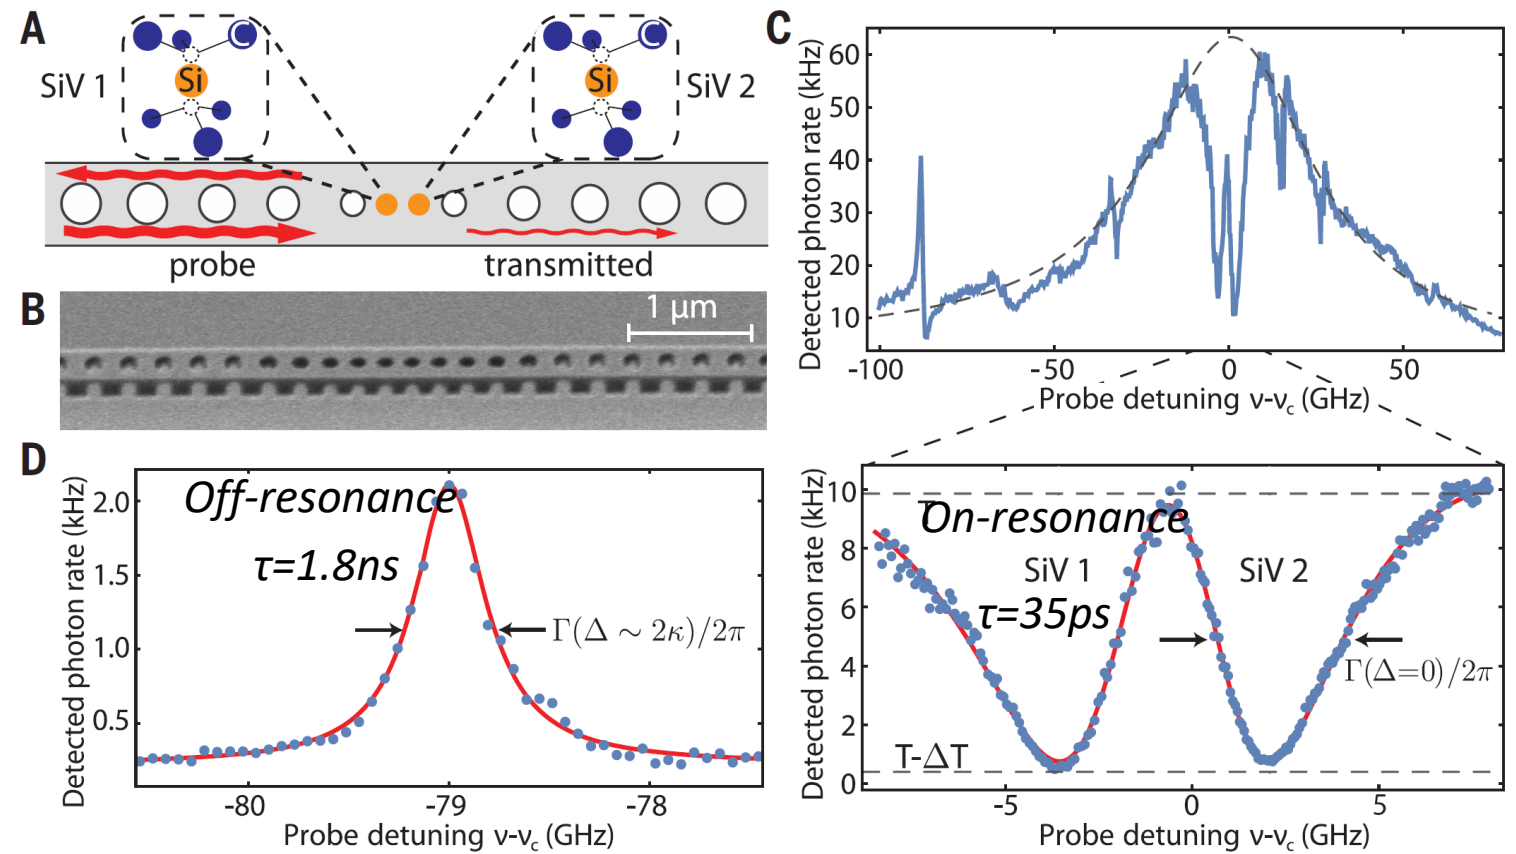 A
SiV 1
C
Si
C
Si
SiV 2
probe
transmitted
B
1 μm
C
Detected photon rate (kHz)
60
50
40
30
20
10
-100
-50
0
50
Probe detuning ν-νc (GHz)
D
Detected photon rate (kHz)
2.0
1.5
1.0
0.5
Off-resonance
τ=1.8ns
Γ(Δ ∼ 2κ)/2π
-80
-79
-78
Probe detuning ν-νc (GHz)
Detected photon rate (kHz)
10
8
6
4
2
0
T
On-resonance
SiV 1
SiV 2
τ=35ps
Γ(Δ=0)/2π
T-ΔT
-5
0
5
Probe detuning ν-νc (GHz)